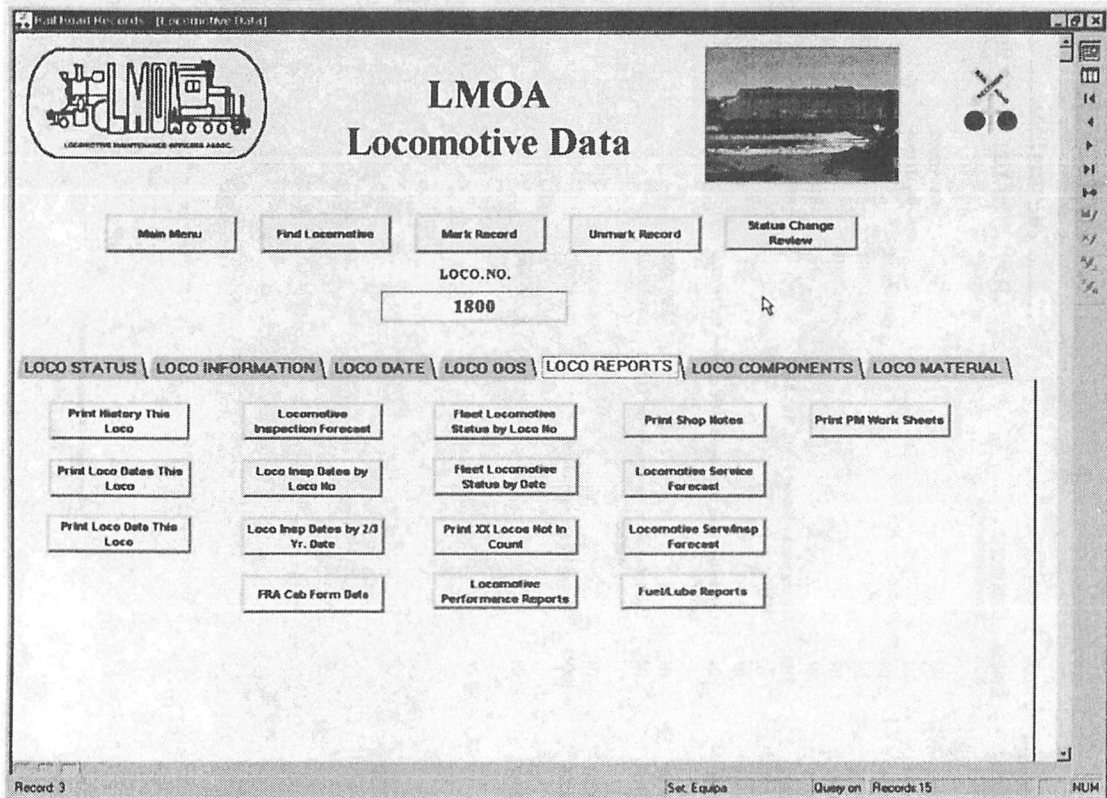 RailRoad Records - [Locomotive Data]
LMOA
LOCOMOTIVE MAINTENANCE OFFICERS ASSOC.
LMOA
Locomotive Data
Main Menu
Find Locomotive
Mark Record
Unmark Record
Status Change
Review
LOCO.NO.
1800
LOCO STATUS
LOCO INFORMATION
LOCO DATE
LOCO OOS
LOCO REPORTS
LOCO COMPONENTS
LOCO MATERIAL
Print History This
Loco
Locomotive
Inspection Forecast
Fleet Locomotive
Status by Loco No
Print Shop Notes
Print PM Work Sheets
Print Loco Dates This
Loco
Loco Insp Dates by
Loco No
Fleet Locomotive
Status by Date
Locomotive Service
Forecast
Print Loco Data This
Loco
Loco Insp Dates by 2/3
Yr. Date
Print XX Locos Not In
Count
Locomotive Serv/Insp
Forecast
FRA Cab Form Data
Locomotive
Performance Reports
Fuel/Lube Reports
Record: 3
Set, Equipa
Query on
Records:15
NUM